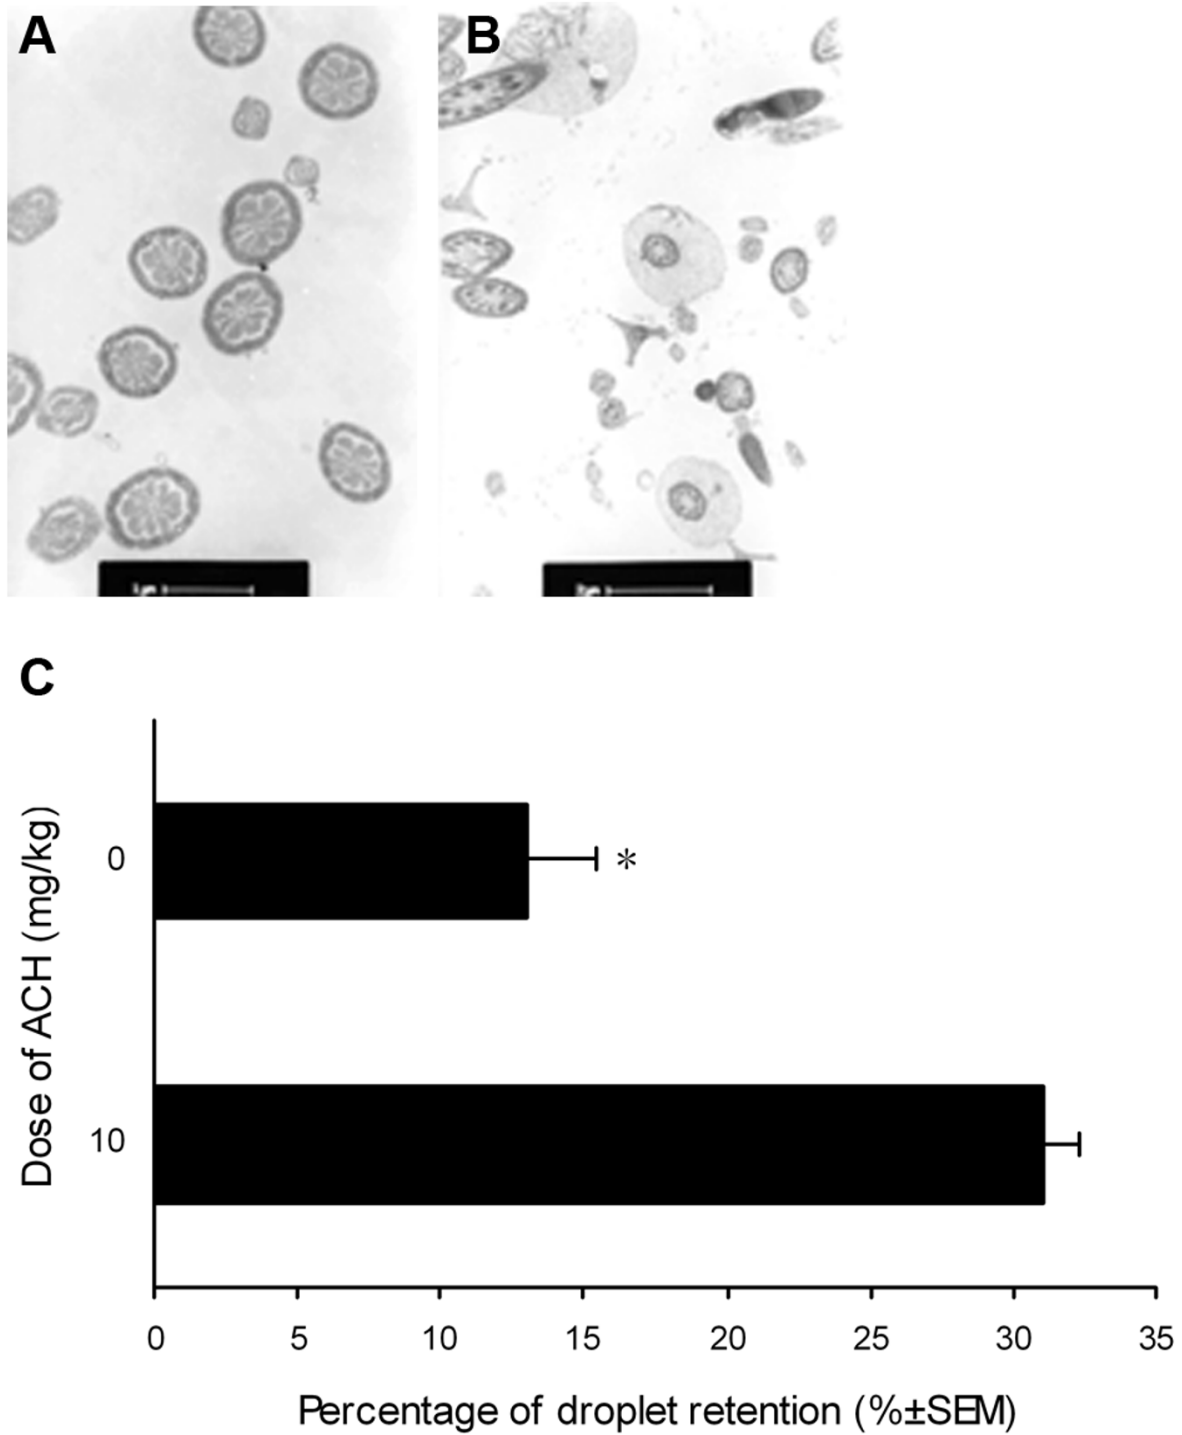 A
B
C
Dose of ACH (mg/kg)
0
*
10
0 5 10 15 20 25 30 35
Percentage of droplet retention (%±SEM)